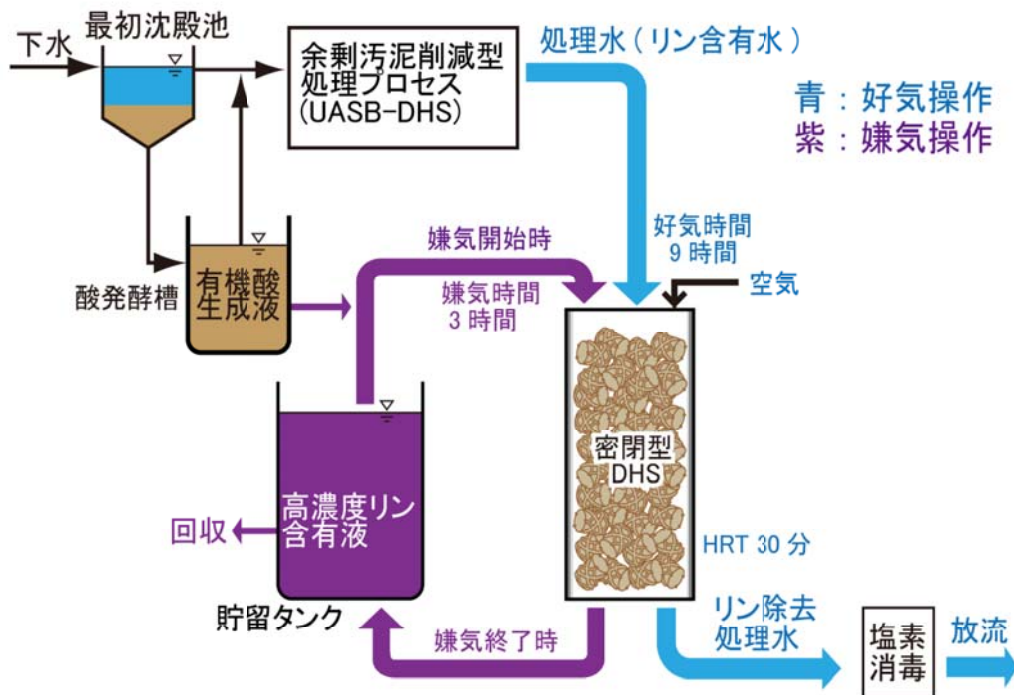 最初沈殿池
下水
余剰汚泥削減型
処理プロセス
(UASB-DHS)
処理水(リン含有水)
青:好気操作
紫:嫌気操作
好気時間
9時間
空気
嫌気開始時
嫌気時間
3時間
有機酸
生成液
酸発酵槽
密閉型
DHS
高濃度リン
含有液
回収
HRT 30分
貯留タンク
嫌気終了時
リン除去
処理水
塩素
消毒
放流